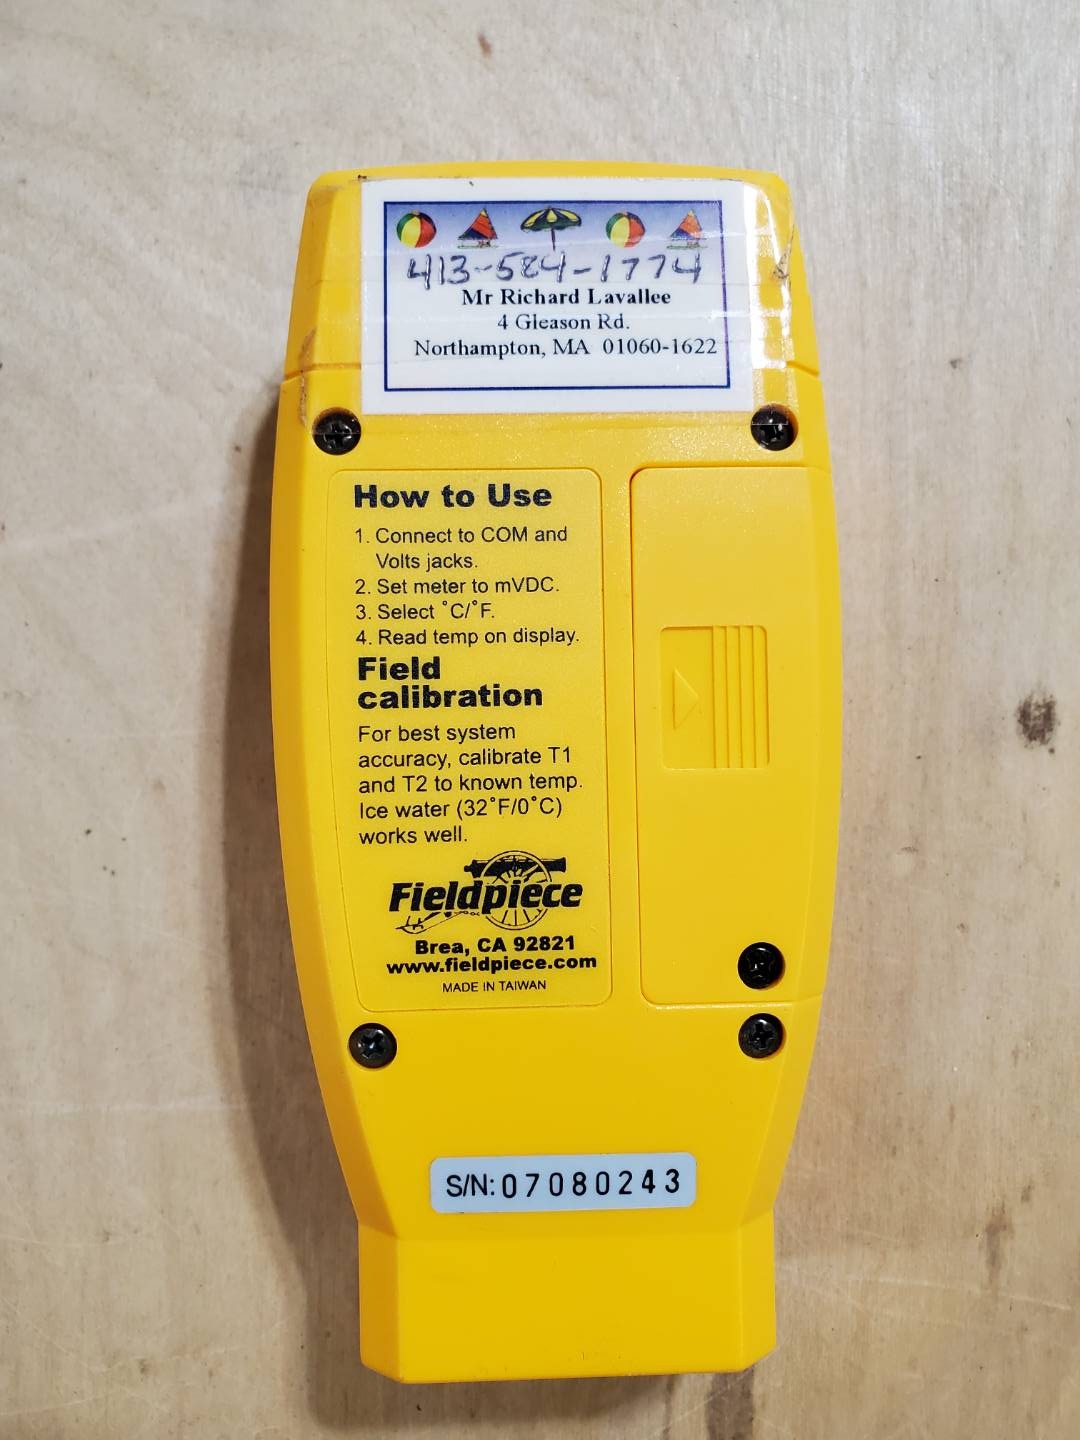 413-584-1774
Mr Richard Lavallee
4 Gleason Rd.
Northampton, MA 01060-1622
How to Use
1. Connect to COM and
Volts jacks.
2. Set meter to mVDC.
3. Select °C/°F.
4. Read temp on display.
Field
calibration
For best system
accuracy, calibrate T1
and T2 to known temp.
Ice water (32°F/0°C)
works well.
Fieldpiece
Brea, CA 92821
www.fieldpiece.com
MADE IN TAIWAN
S/N: 07080243